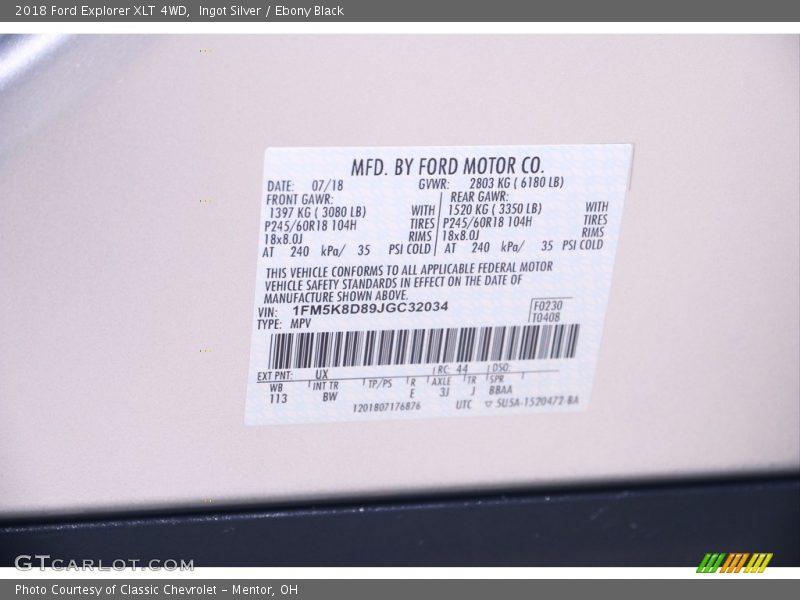 2018 Ford Explorer XLT 4WD, Ingot Silver / Ebony Black
MFD. BY FORD MOTOR CO.
DATE: 07/18 GVWR: 2803 KG ( 6180 LB)
FRONT GAWR: REAR GAWR:
1397 KG ( 3080 LB) WITH 1520 KG ( 3350 LB) WITH
P245/60R18 104H TIRES P245/60R18 104H TIRES
18x8.0J RIMS 18x8.0J RIMS
AT 240 kPa/ 35 PSI COLD AT 240 kPa/ 35 PSI COLD
THIS VEHICLE CONFORMS TO ALL APPLICABLE FEDERAL MOTOR
VEHICLE SAFETY STANDARDS IN EFFECT ON THE DATE OF
MANUFACTURE SHOWN ABOVE.
VIN: 1FM5K8D89JGC32034 F0230
TYPE: MPV T0408
EXT PNT: UX RC: 44 DSO:
WB INT TR TP/PS R AXLE TR SPR
113 BW E 3J J BBAA
1201807176876 UTC ▽ 5U5A-1520472-BA
GTCARLOT.COM
Photo Courtesy of Classic Chevrolet - Mentor, OH